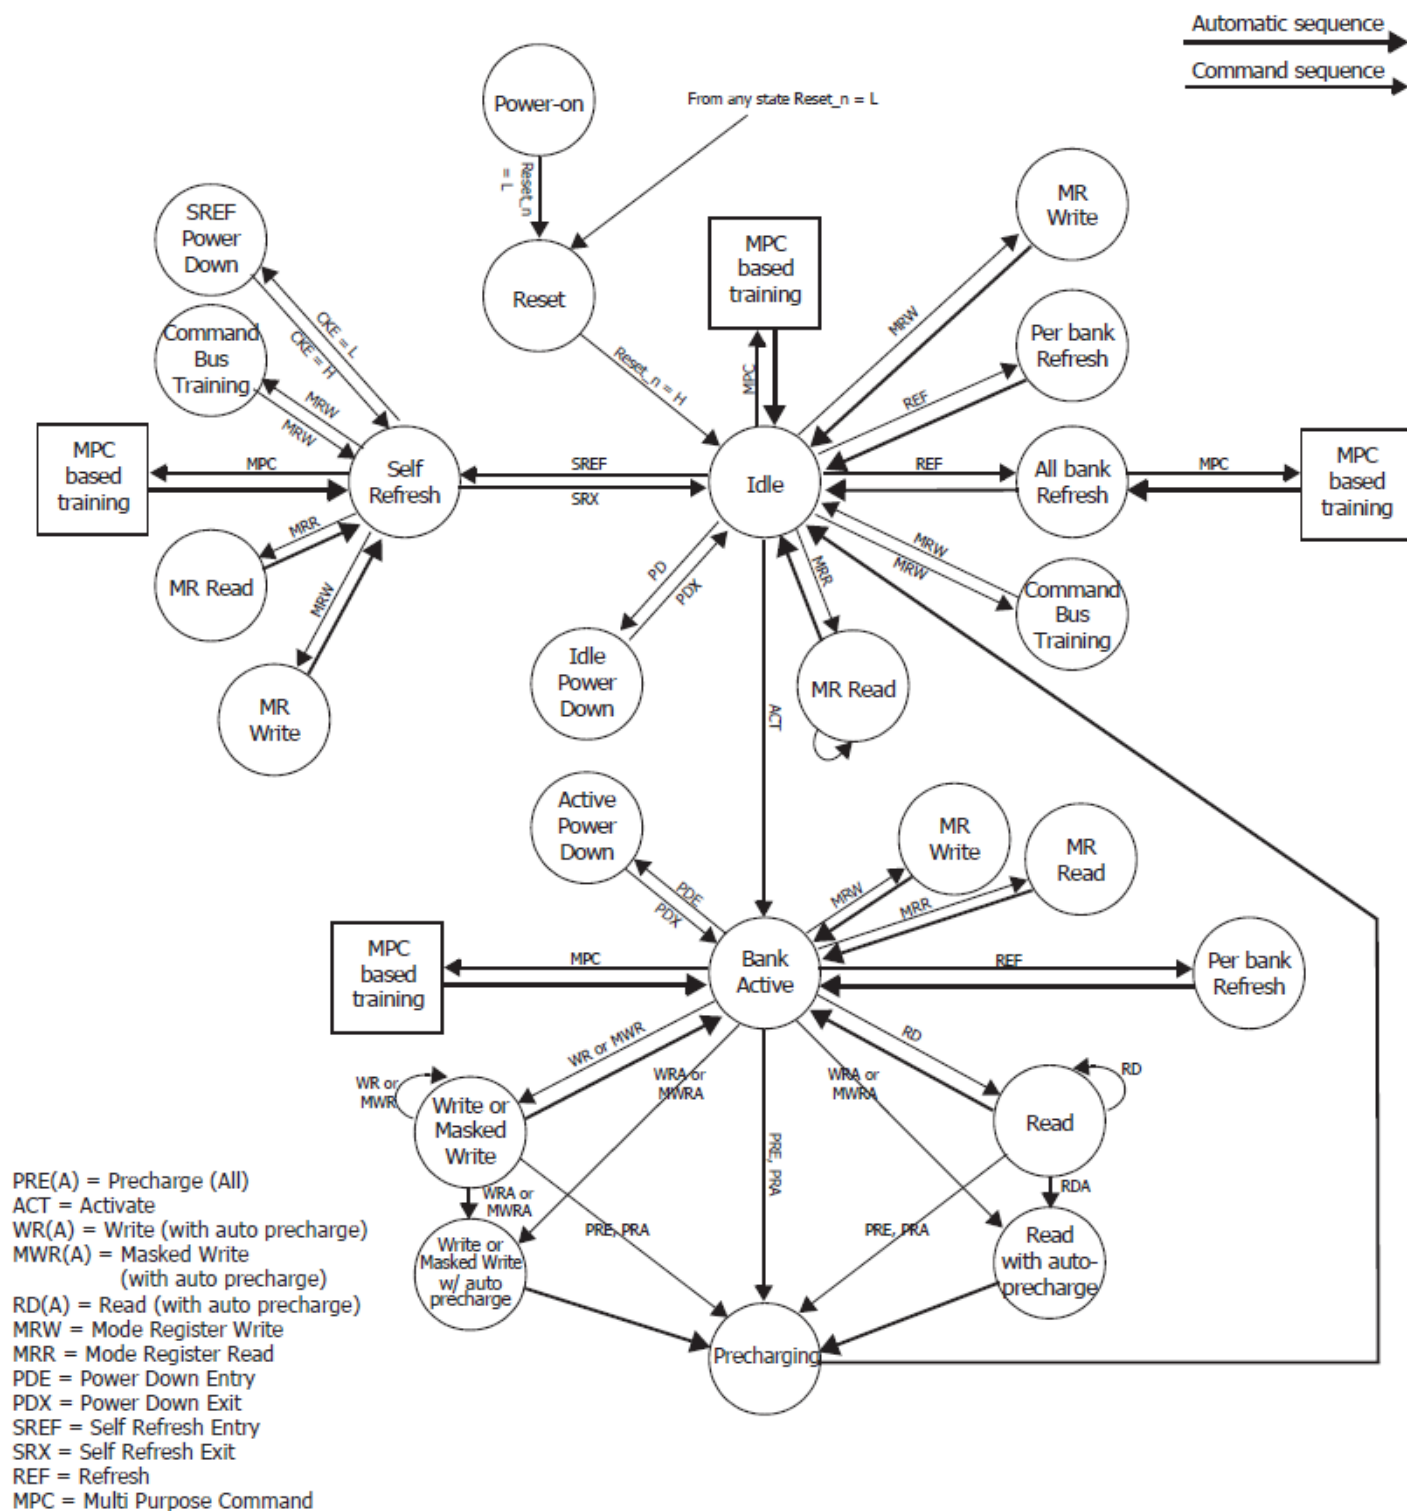 Automatic sequence
Command sequence
Power-on
From any state Reset_n = L
Reset_n
= L
Reset
Reset_n = H
SREF
Power
Down
CKE = L
CKE = H
Command
Bus
Training
MRW
MRW
MPC
based
training
MPC
Self
Refresh
MRR
MR Read
MRW
MR
Write
SREF
SRX
MPC
based
training
MPC
Idle
MRW
MR
Write
REF
Per bank
Refresh
REF
All bank
Refresh
MPC
MPC
based
training
MRW
MRW
Command
Bus
Training
PD
PDX
Idle
Power
Down
MRR
MR Read
ACT
Active
Power
Down
PDE
PDX
MRW
MR
Write
MRR
MR
Read
MPC
based
training
MPC
Bank
Active
REF
Per bank
Refresh
WR or MWR
WR or
MWR
Write or
Masked
Write
WRA or
MWRA
WRA or
MWRA
RD
RD
Read
PRE, PRA
WRA or
MWRA
PRE, PRA
PRE, PRA
RDA
Write or
Masked Write
w/ auto
precharge
Read
with auto-
precharge
Precharging
PRE(A) = Precharge (All)
ACT = Activate
WR(A) = Write (with auto precharge)
MWR(A) = Masked Write
(with auto precharge)
RD(A) = Read (with auto precharge)
MRW = Mode Register Write
MRR = Mode Register Read
PDE = Power Down Entry
PDX = Power Down Exit
SREF = Self Refresh Entry
SRX = Self Refresh Exit
REF = Refresh
MPC = Multi Purpose Command